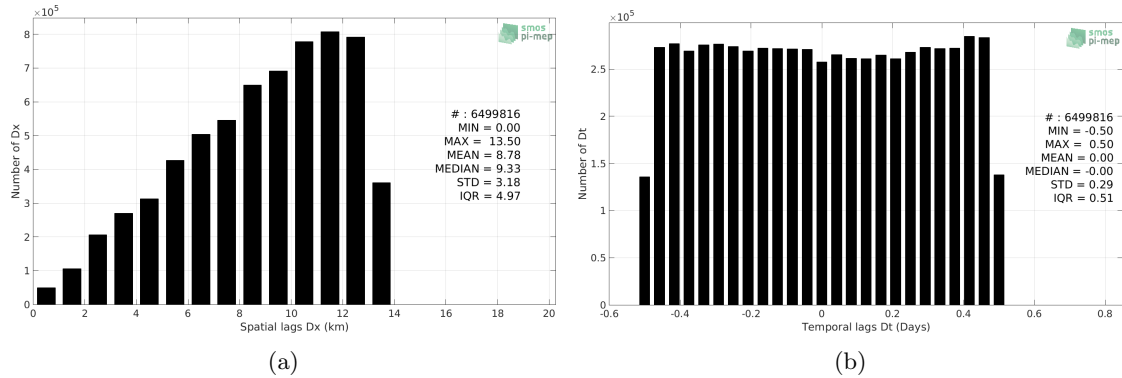 ×10^5
8
7
6
5
4
3
2
1
0
Number of Dx
smos
pi-mep
# : 6499816
MIN = 0.00
MAX = 13.50
MEAN = 8.78
MEDIAN = 9.33
STD = 3.18
IQR = 4.97
0 2 4 6 8 10 12 14 16 18 20
Spatial lags Dx (km)
(a)
×10^5
2.5
2
1.5
1
0.5
0
Number of Dt
smos
pi-mep
# : 6499816
MIN = -0.50
MAX = 0.50
MEAN = 0.00
MEDIAN = -0.00
STD = 0.29
IQR = 0.51
-0.6 -0.4 -0.2 0 0.2 0.4 0.6 0.8
Temporal lags Dt (Days)
(b)